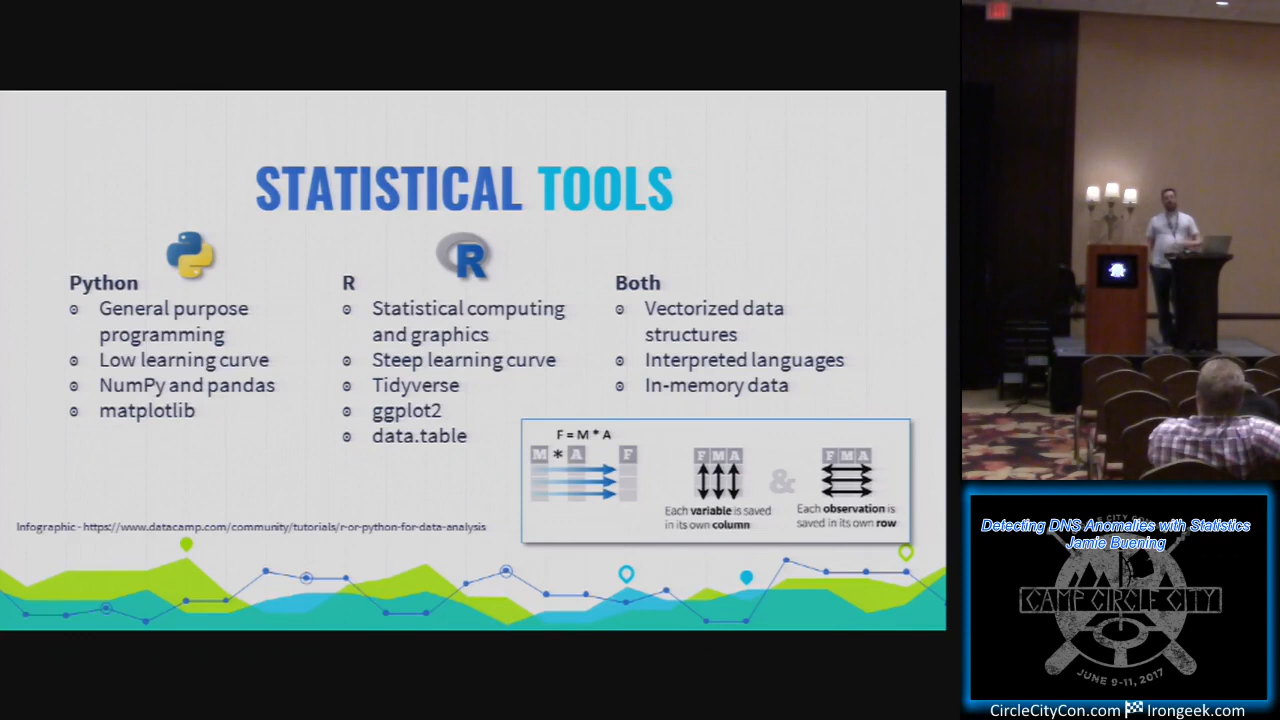 STATISTICAL TOOLS
Python
General purpose
programming
Low learning curve
NumPy and pandas
matplotlib
R
R
Statistical computing
and graphics
Steep learning curve
Tidyverse
ggplot2
data.table
Both
Vectorized data
structures
Interpreted languages
In-memory data
F = M * A
M * A F
F M A
Each variable is saved
in its own column
&
F M A
Each observation is
saved in its own row
Infographic - https://www.datacamp.com/community/tutorials/r-or-python-for-data-analysis
Detecting DNS Anomalies with Statistics
Jamie Buening
CAMP CIRCLE CITY
JUNE 9-11, 2017
CircleCityCon.com Irongeek.com